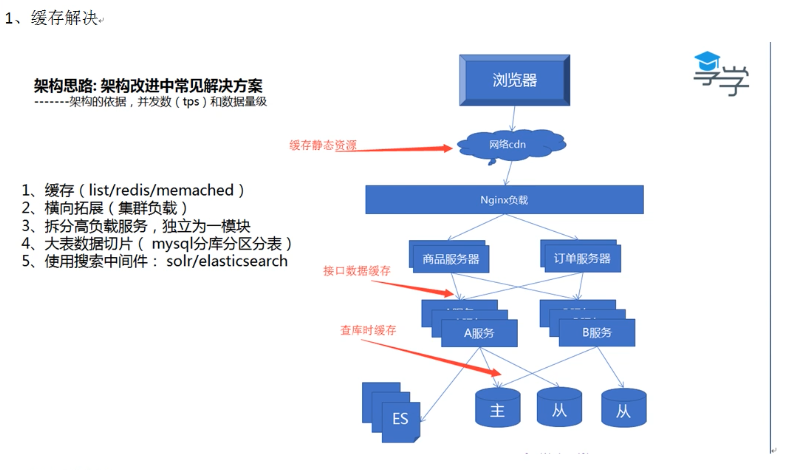 1、缓存解决
架构思路: 架构改进中常见解决方案
-------架构的依据，并发数（tps）和数据量级
1、缓存（list/redis/memached）
2、横向拓展（集群负载）
3、拆分高负载服务，独立为一模块
4、大表数据切片（ mysql分库分区分表）
5、使用搜索中间件： solr/elasticsearch
浏览器
缓存静态资源
网络cdn
Nginx负载
商品服务器
订单服务器
接口数据缓存
A服务
B服务
查库时缓存
ES
主
从
从